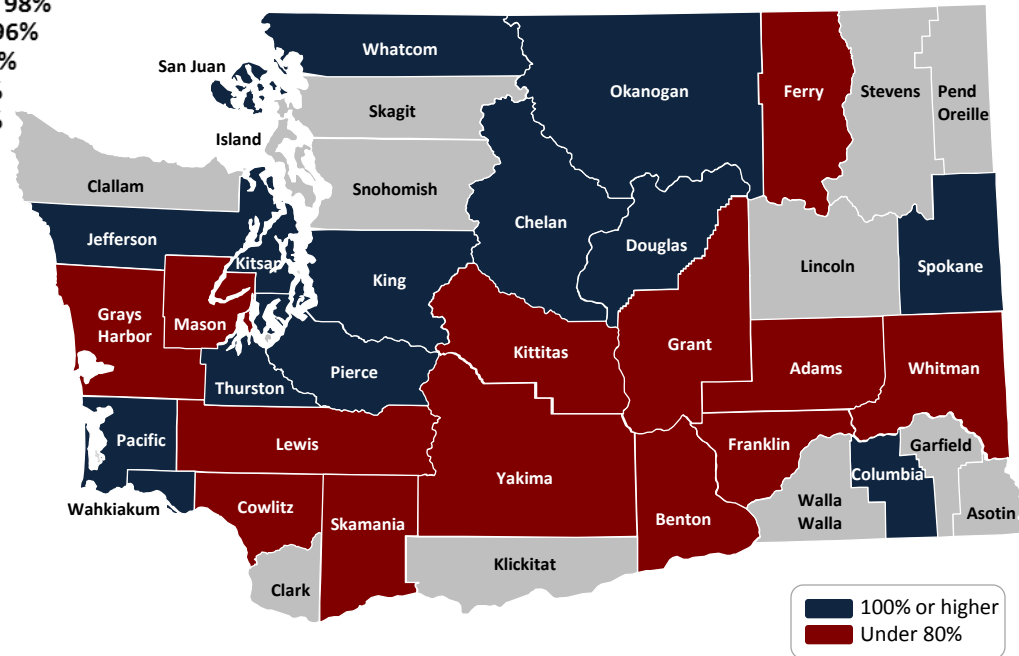 98%
96%
%
Whatcom
San Juan
Okanogan
Ferry
Stevens
Pend
Oreille
Skagit
Island
Snohomish
Clallam
Chelan
Jefferson
Douglas
Kitsap
King
Lincoln
Spokane
Grays
Harbor
Mason
Kittitas
Grant
Pierce
Adams
Whitman
Thurston
Pacific
Lewis
Franklin
Garfield
Columbia
Yakima
Wahkiakum
Cowlitz
Skamania
Benton
Walla
Walla
Asotin
Klickitat
Clark
100% or higher
Under 80%